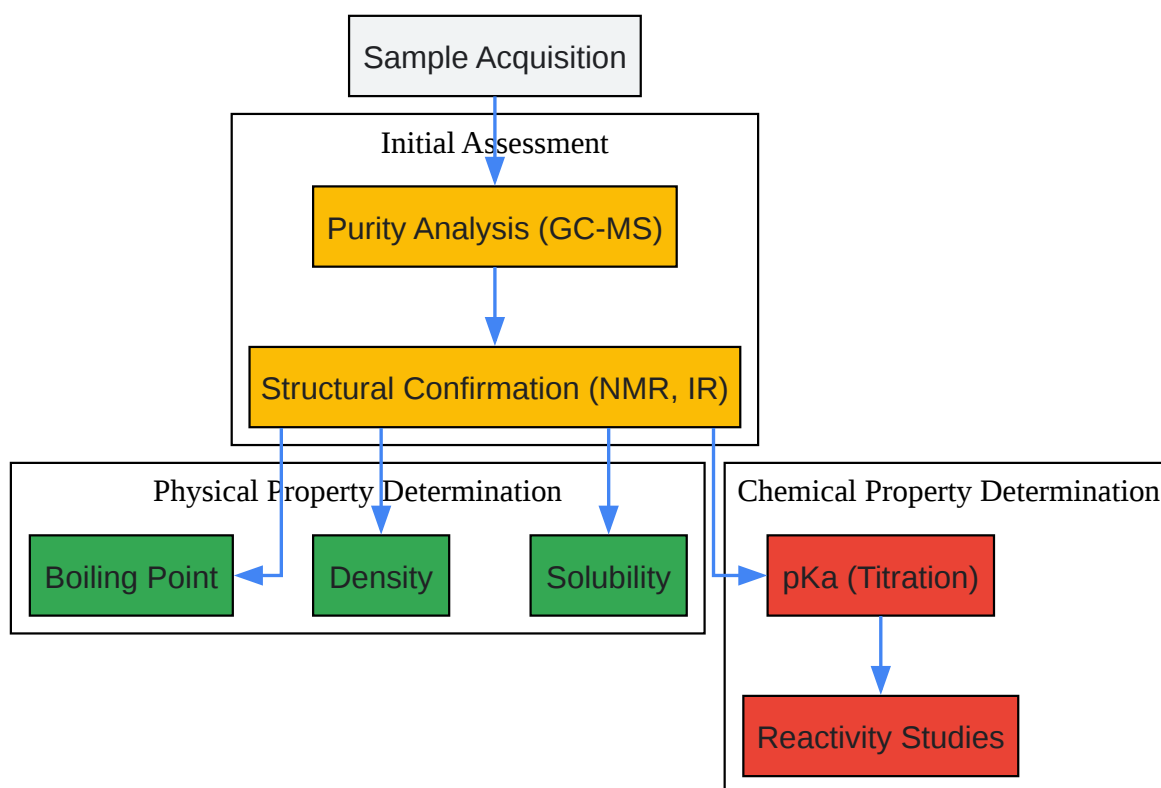 Sample Acquisition
Initial Assessment
Purity Analysis (GC-MS)
Structural Confirmation (NMR, IR)
Physical Property Determination
Boiling Point
Density
Solubility
Chemical Property Determination
pKa (Titration)
Reactivity Studies